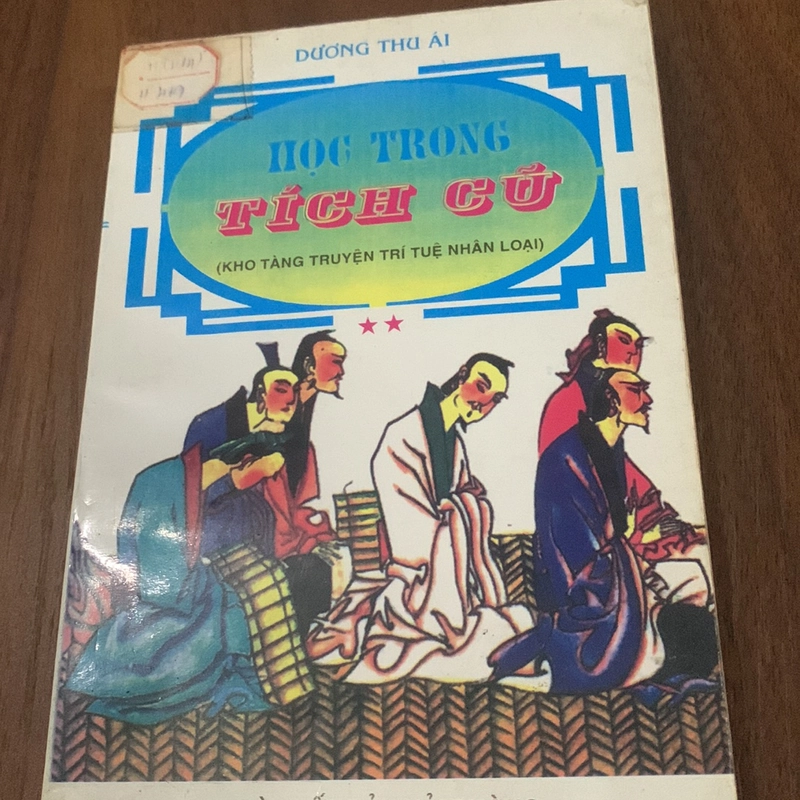 DƯƠNG THU ÁI
HỌC TRONG
TÍCH CŨ
(KHO TÀNG TRUYỆN TRÍ TUỆ NHÂN LOẠI)
★★